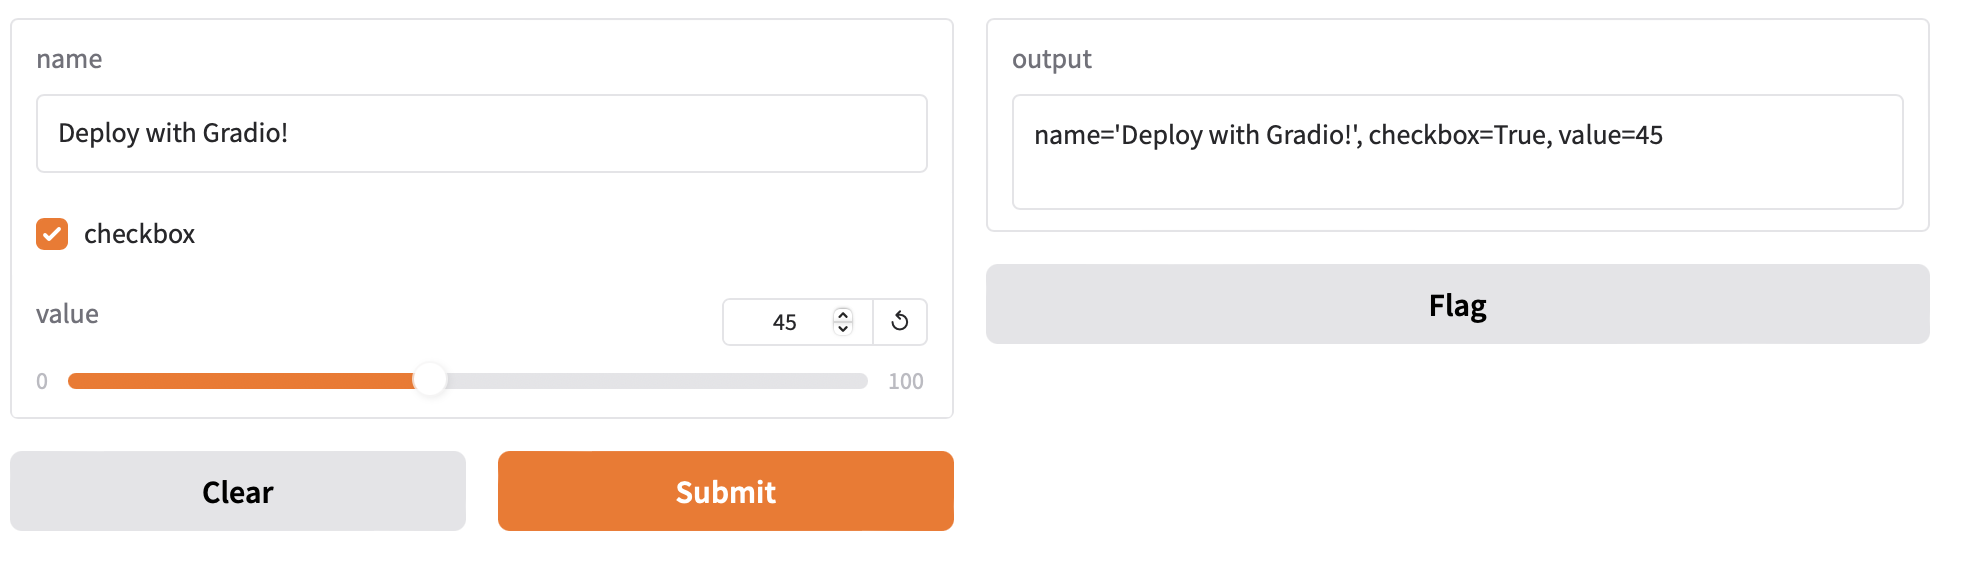 name
Deploy with Gradio!
checkbox
value
45
0
100
Clear
Submit
output
name='Deploy with Gradio!', checkbox=True, value=45
Flag